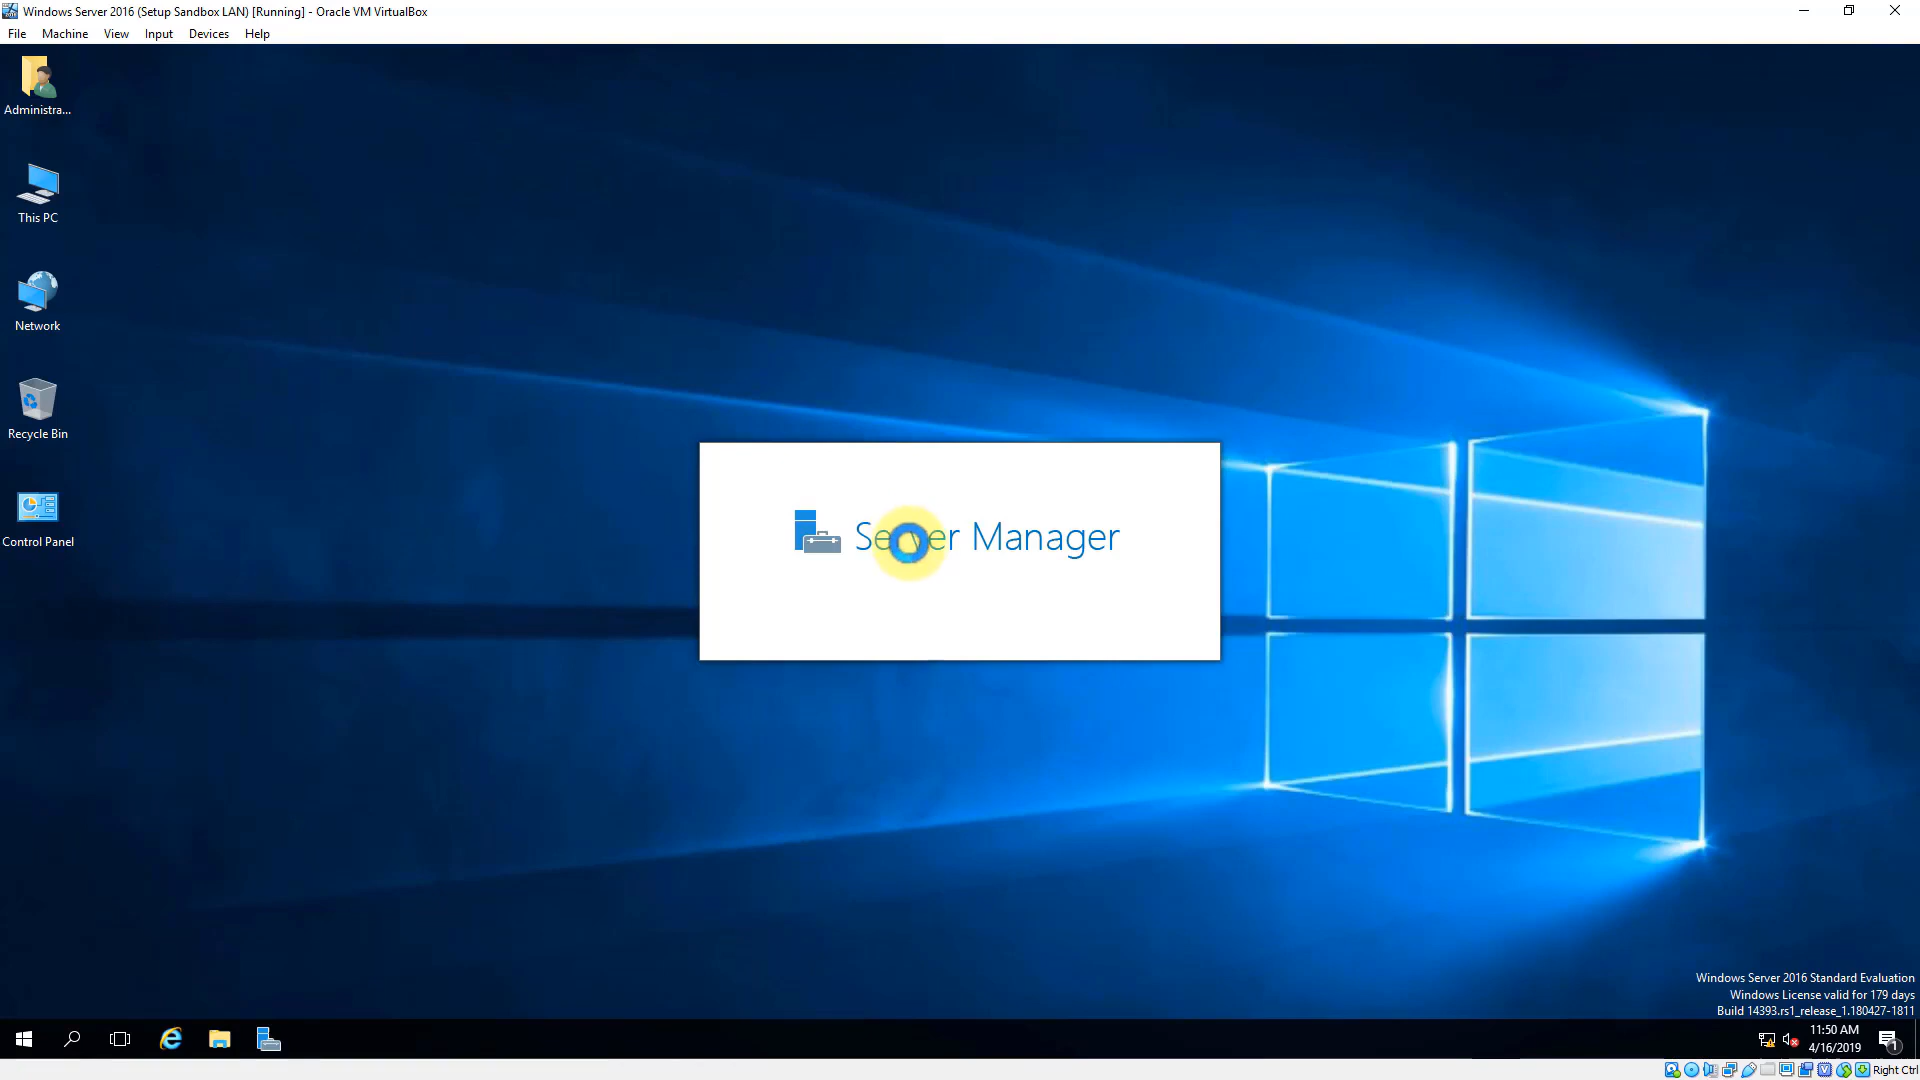 Windows Server 2016 (Setup Sandbox LAN) [Running] - Oracle VM VirtualBox
File Machine View Input Devices Help
Administra...
This PC
Network
Recycle Bin
Control Panel
Server Manager
Windows Server 2016 Standard Evaluation
Windows License valid for 179 days
Build 14393.rs1_release_1.180427-1811
11:50 AM
4/16/2019
1
Right Ctrl